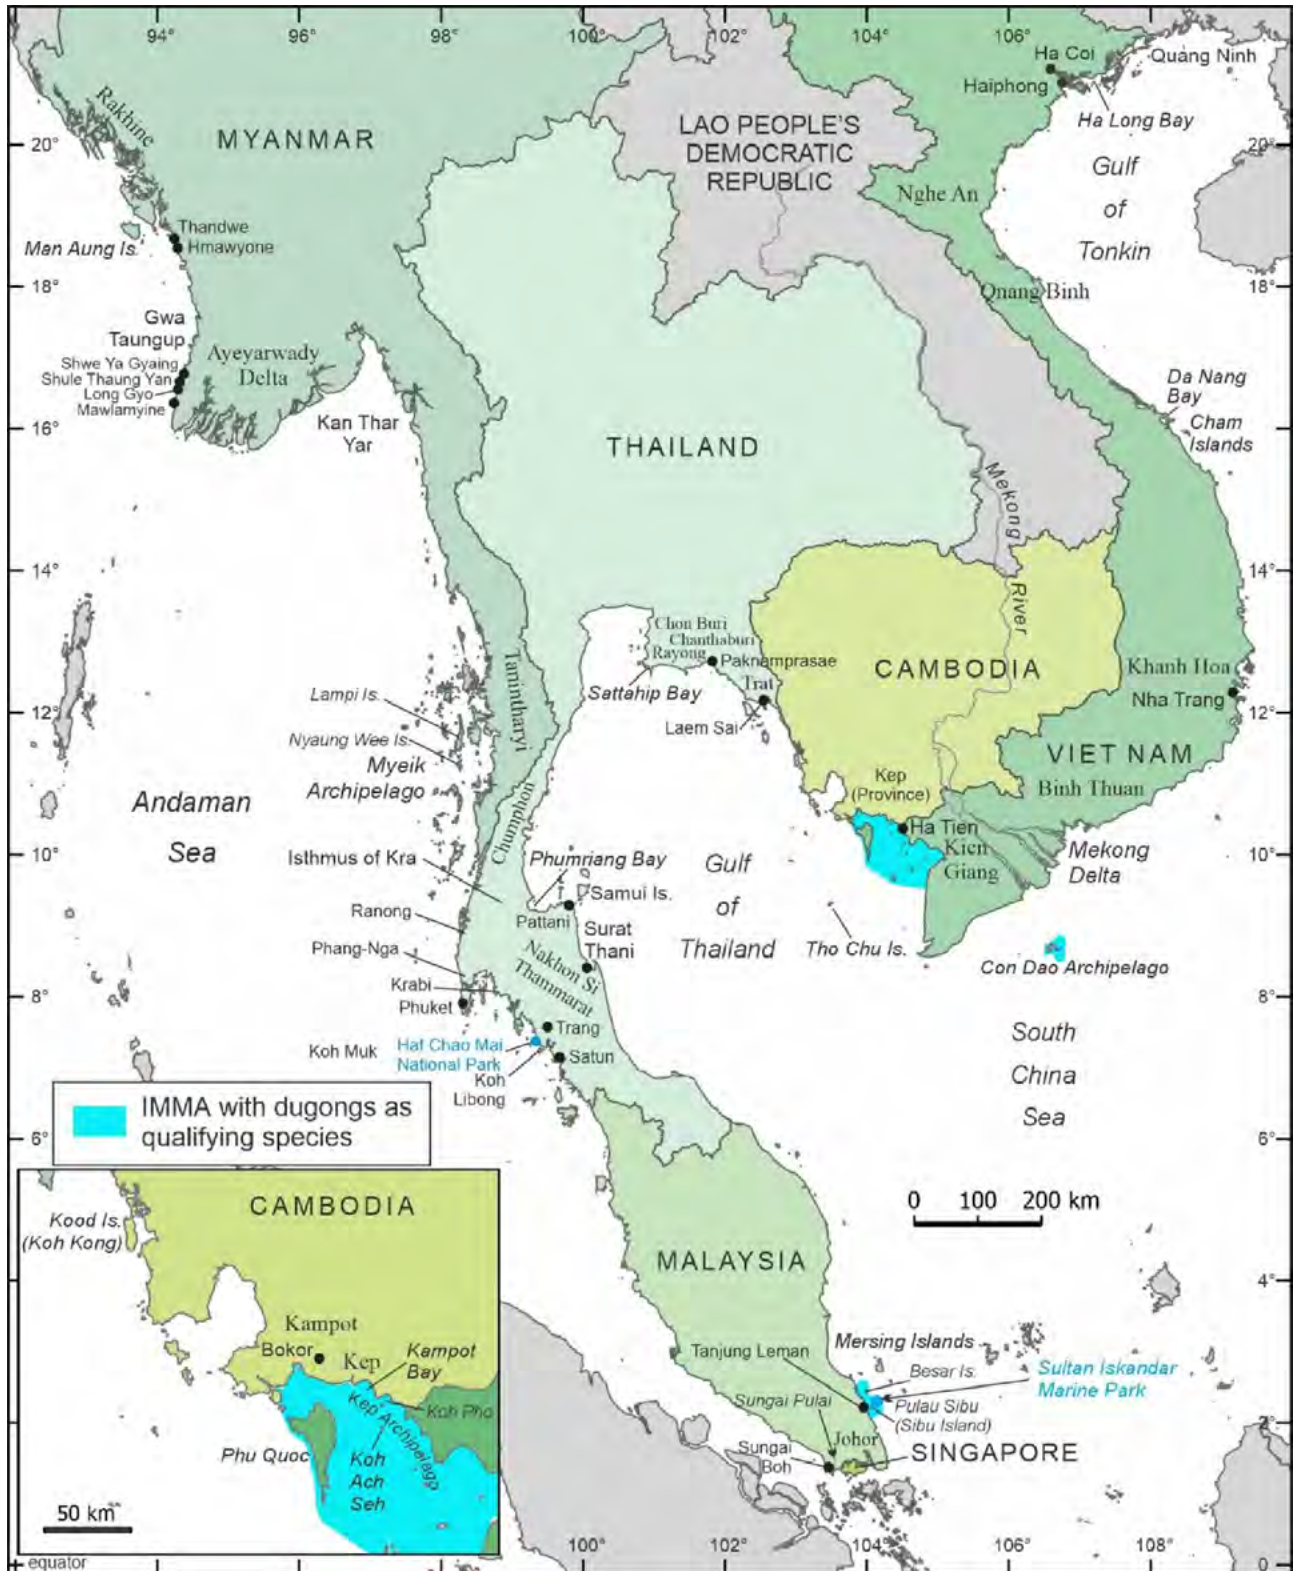 94°
96°
98°
100°
102°
104°
106°
Ha Coi
Quảng Ninh
Haiphong
Ha Long Bay
Rakhine
MYANMAR
LAO PEOPLE'S
DEMOCRATIC
REPUBLIC
20°
20°
Gulf
of
Tonkin
Nghe An
Thandwe
Hmawyone
Man Aung Is.
18°
18°
Qnang Binh
Gwa
Taungup
Shwe Ya Gyaing
Shule Thaung Yan
Long Gyo
Mawlamyine
Ayeyarwady
Delta
Da Nang
Bay
Cham
Islands
Kan Thar
Yar
16°
16°
THAILAND
Mekong
River
14°
14°
Chon Buri
Chanthaburi
Rayong
Paknamprasae
Trat
Sattahip Bay
Laem Sai
CAMBODIA
Khanh Hoa
Nha Trang
Tanintharyi
Lampi Is.
Nyaung Wee Is.
Myeik
Archipelago
12°
12°
VIET NAM
Binh Thuan
Kep
(Province)
Andaman
Sea
Chumphon
Isthmus of Kra
Phumriang Bay
Samui Is.
Pattani
Surat
Thani
Gulf
of
Thailand
Ha Tien
Kien
Giang
Mekong
Delta
10°
10°
Ranong
Phang-Nga
Krabi
Phuket
Nakhon Si
Thammarat
Tho Chu Is.
Con Dao Archipelago
8°
8°
Trang
Koh Muk
Hat Chao Mai
National Park
Satun
Koh
Libong
South
China
Sea
IMMA with dugongs as
qualifying species
6°
6°
0 100 200 km
CAMBODIA
Kood Is.
(Koh Kong)
MALAYSIA
4°
Kampot
Bokor
Kep
Kampot
Bay
Koh Pho
Kep Archipelago
Phu Quoc
Koh
Ach
Seh
50 km
Mersing Islands
Tanjung Leman
Besar Is.
Sultan Iskandar
Marine Park
Sungai Pulai
Pulau Sibu
(Sibu Island)
2°
Johor
Sungai
Boh
SINGAPORE
equator
100°
102°
104°
106°
108°
0